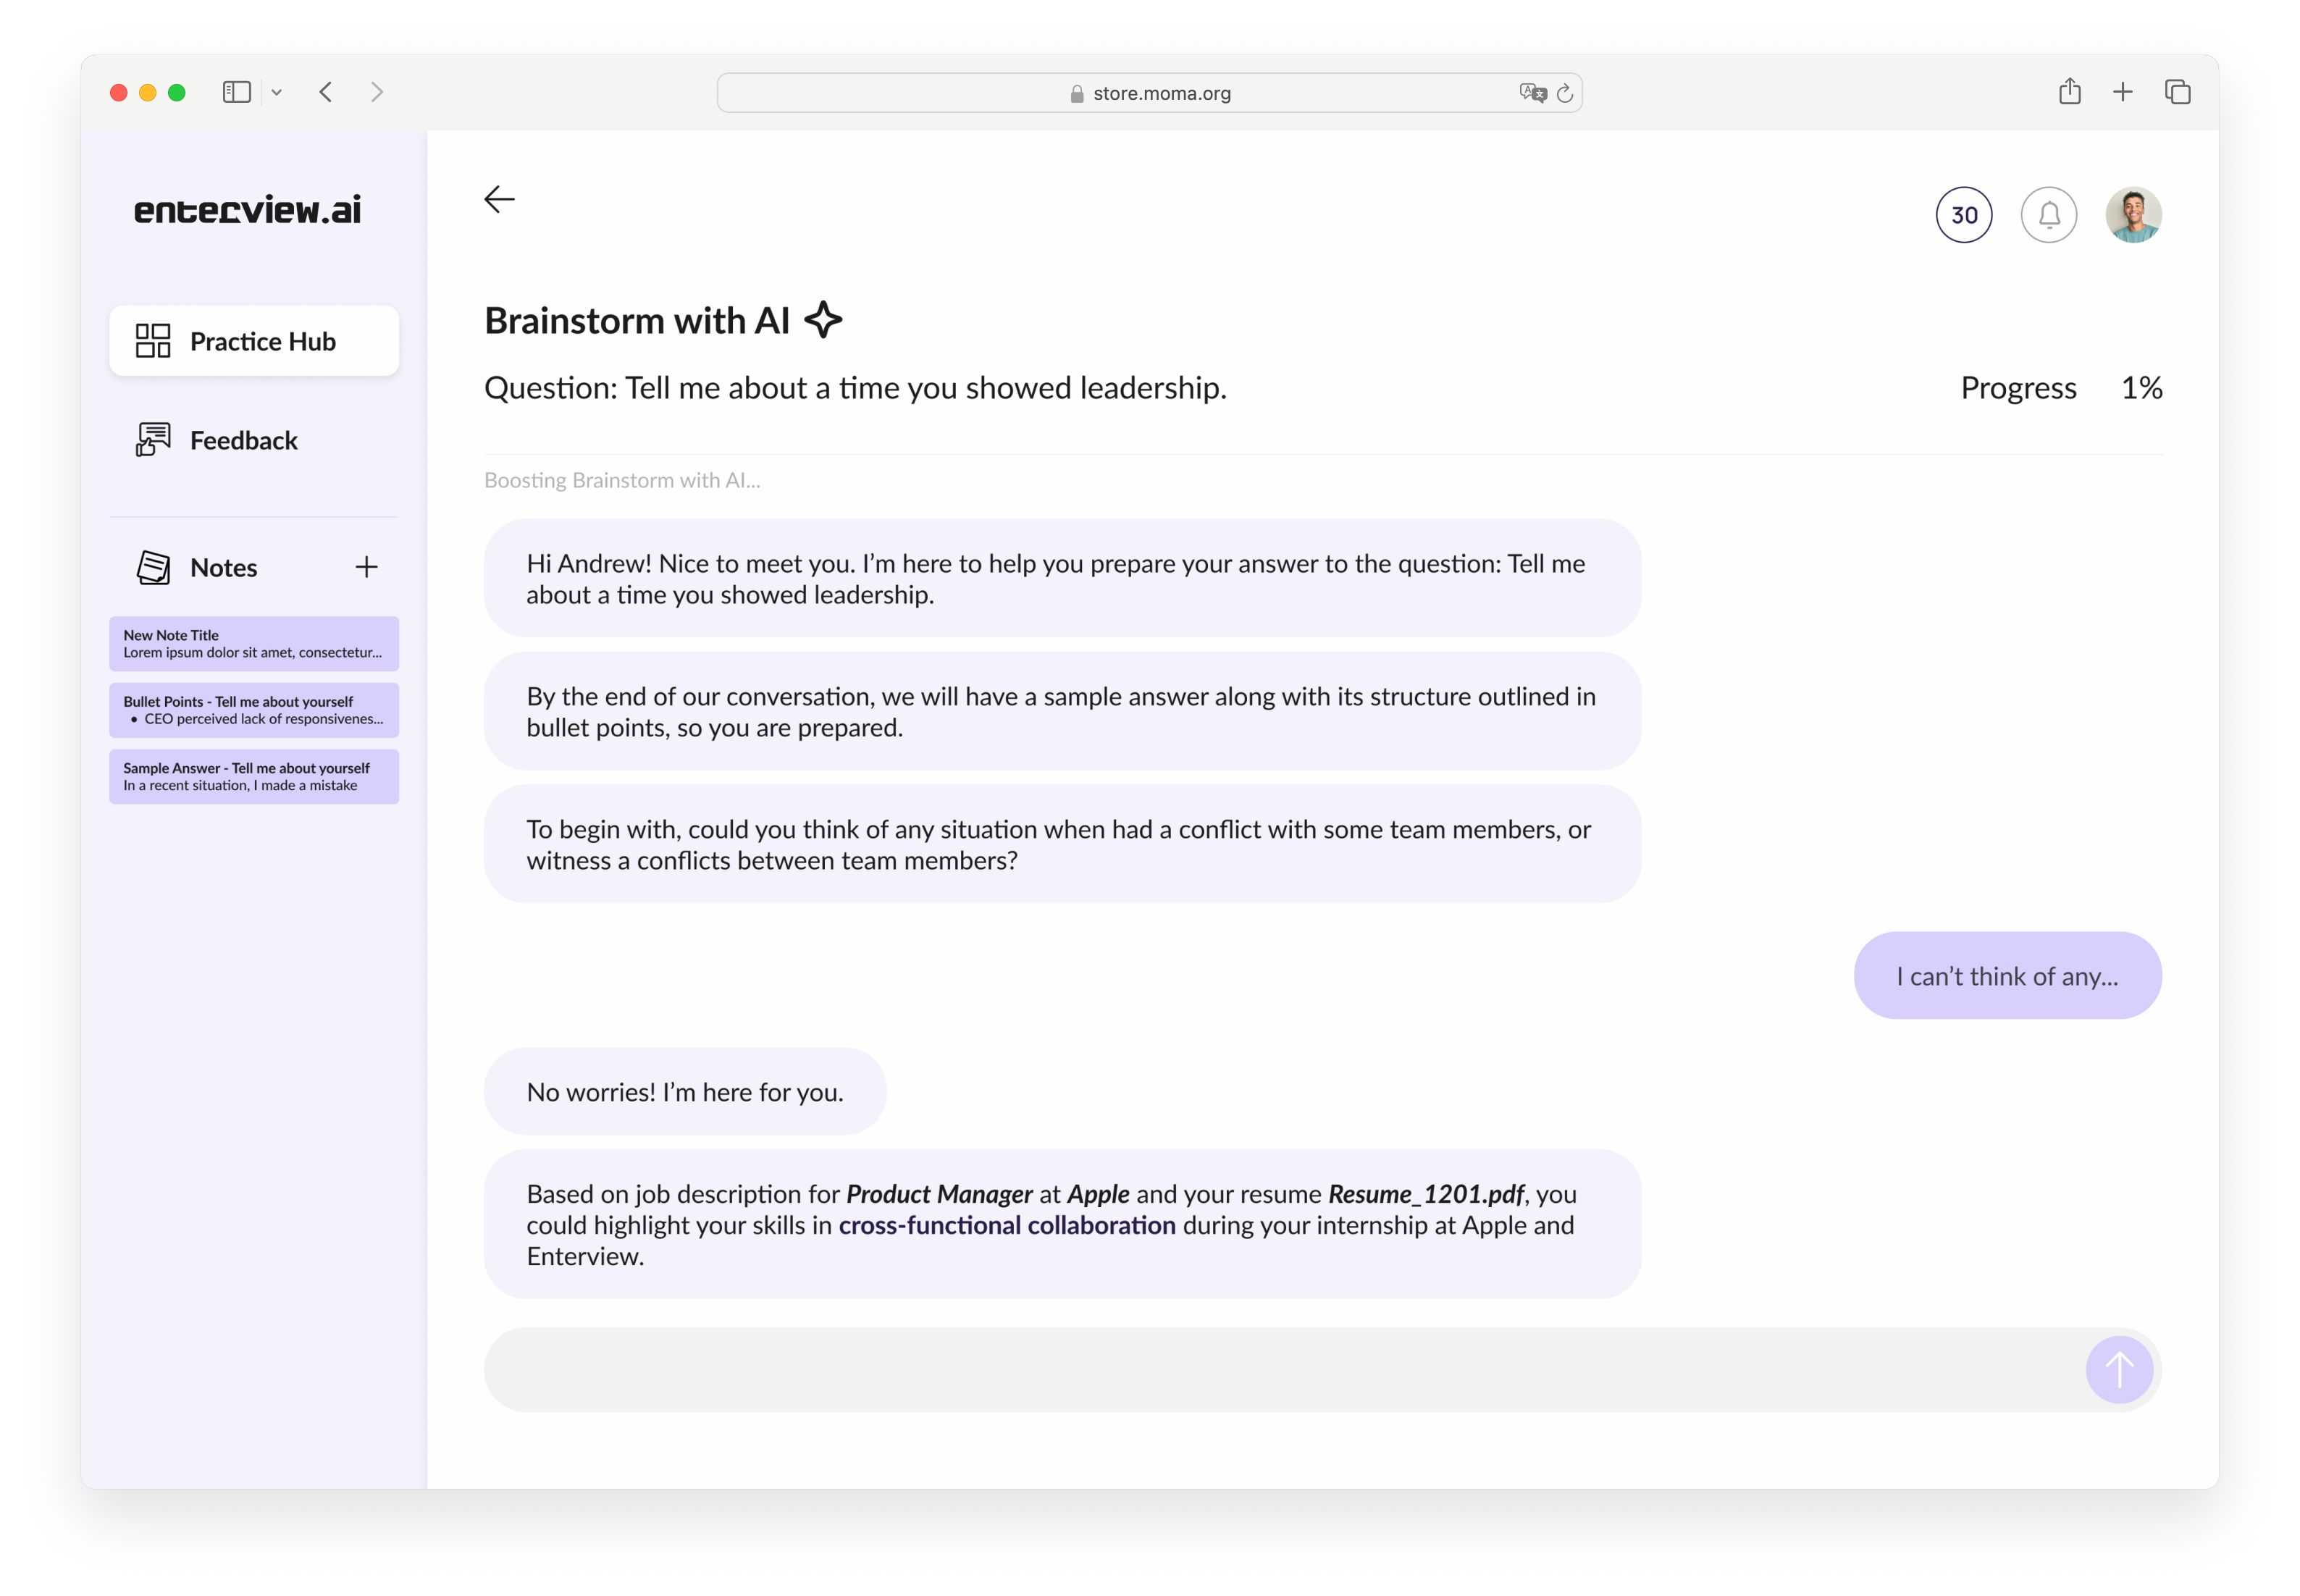 store.moma.org
enterview.ai
Practice Hub
Feedback
Notes
New Note Title
Lorem ipsum dolor sit amet, consectetur...
Bullet Points - Tell me about yourself
• CEO perceived lack of responsivenes...
Sample Answer - Tell me about yourself
In a recent situation, I made a mistake
30
Brainstorm with AI
Question: Tell me about a time you showed leadership.
Progress 1%
Boosting Brainstorm with AI...
Hi Andrew! Nice to meet you. I’m here to help you prepare your answer to the question: Tell me
about a time you showed leadership.
By the end of our conversation, we will have a sample answer along with its structure outlined in
bullet points, so you are prepared.
To begin with, could you think of any situation when had a conflict with some team members, or
witness a conflicts between team members?
I can’t think of any...
No worries! I’m here for you.
Based on job description for Product Manager at Apple and your resume Resume_1201.pdf, you
could highlight your skills in cross-functional collaboration during your internship at Apple and
Enterview.